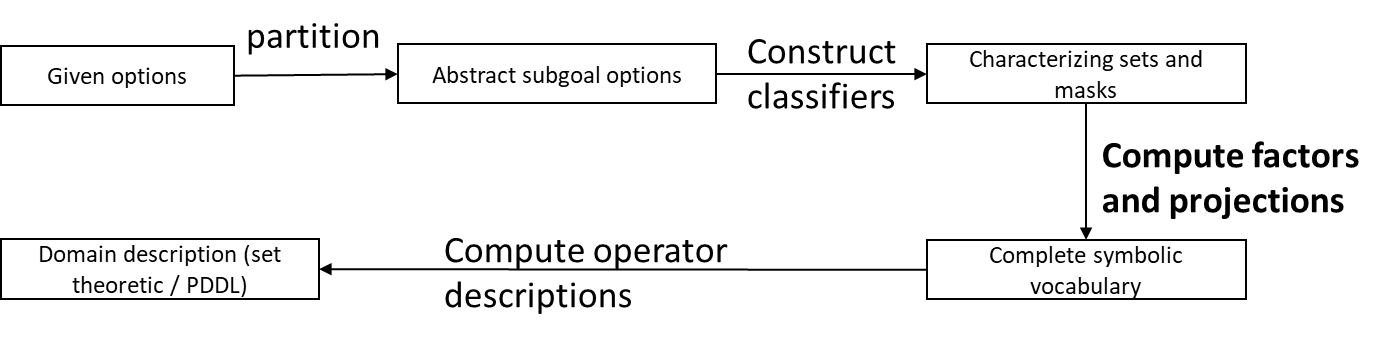 partition
Given options
Abstract subgoal options
Construct
classifiers
Characterizing sets and
masks
Compute factors
and projections
Complete symbolic
vocabulary
Compute operator
descriptions
Domain description (set
theoretic / PDDL)